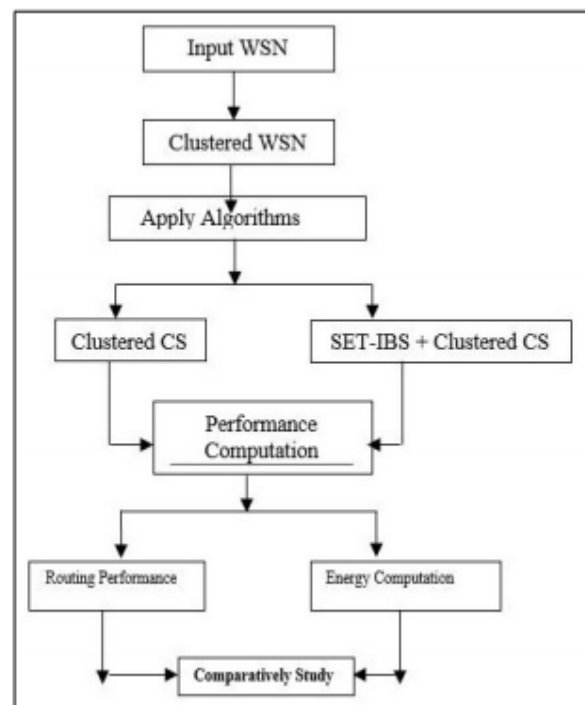 Input WSN
Clustered WSN
Apply Algorithms
Clustered CS
SET-IBS + Clustered CS
Performance
Computation
Routing Performance
Energy Computation
Comparatively Study